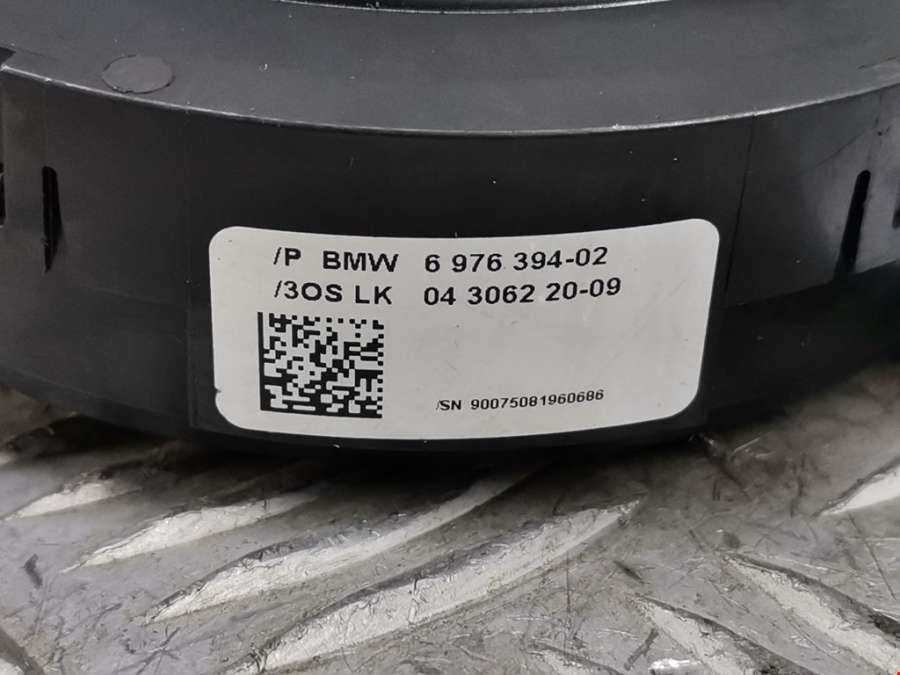 /P BMW 6 976 394-02
/3OS LK 04 3062 20-09
/SN 90075081960686